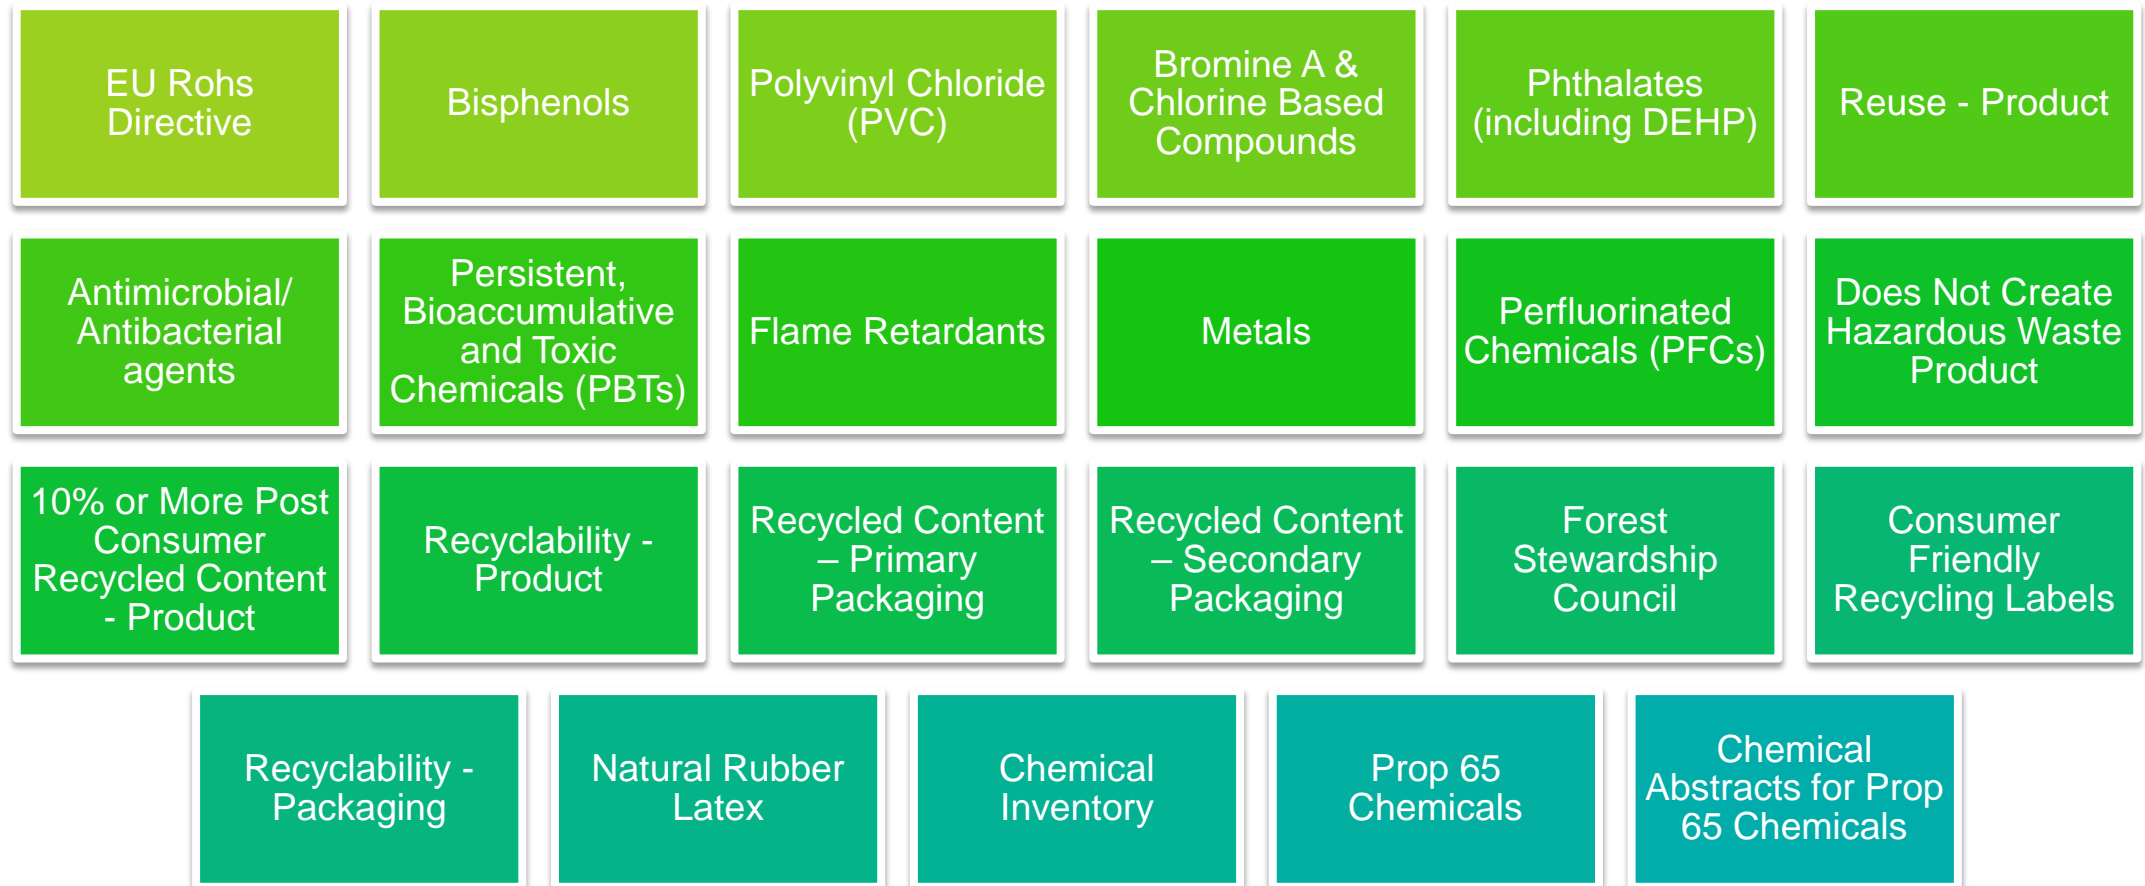 EU Rohs
Directive
Bisphenols
Polyvinyl Chloride
(PVC)
Bromine A &
Chlorine Based
Compounds
Phthalates
(including DEHP)
Reuse - Product
Antimicrobial/
Antibacterial
agents
Persistent,
Bioaccumulative
and Toxic
Chemicals (PBTs)
Flame Retardants
Metals
Perfluorinated
Chemicals (PFCs)
Does Not Create
Hazardous Waste
Product
10% or More Post
Consumer
Recycled Content
- Product
Recyclability -
Product
Recycled Content
– Primary
Packaging
Recycled Content
– Secondary
Packaging
Forest
Stewardship
Council
Consumer
Friendly
Recycling Labels
Recyclability -
Packaging
Natural Rubber
Latex
Chemical
Inventory
Prop 65
Chemicals
Chemical
Abstracts for Prop
65 Chemicals